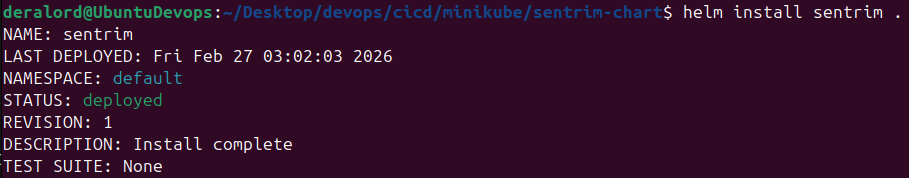 deralord@UbuntuDevops:~/Desktop/devops/cicd/minikube/sentrim-chart$ helm install sentrim .
NAME: sentrim
LAST DEPLOYED: Fri Feb 27 03:02:03 2026
NAMESPACE: default
STATUS: deployed
REVISION: 1
DESCRIPTION: Install complete
TEST SUITE: None